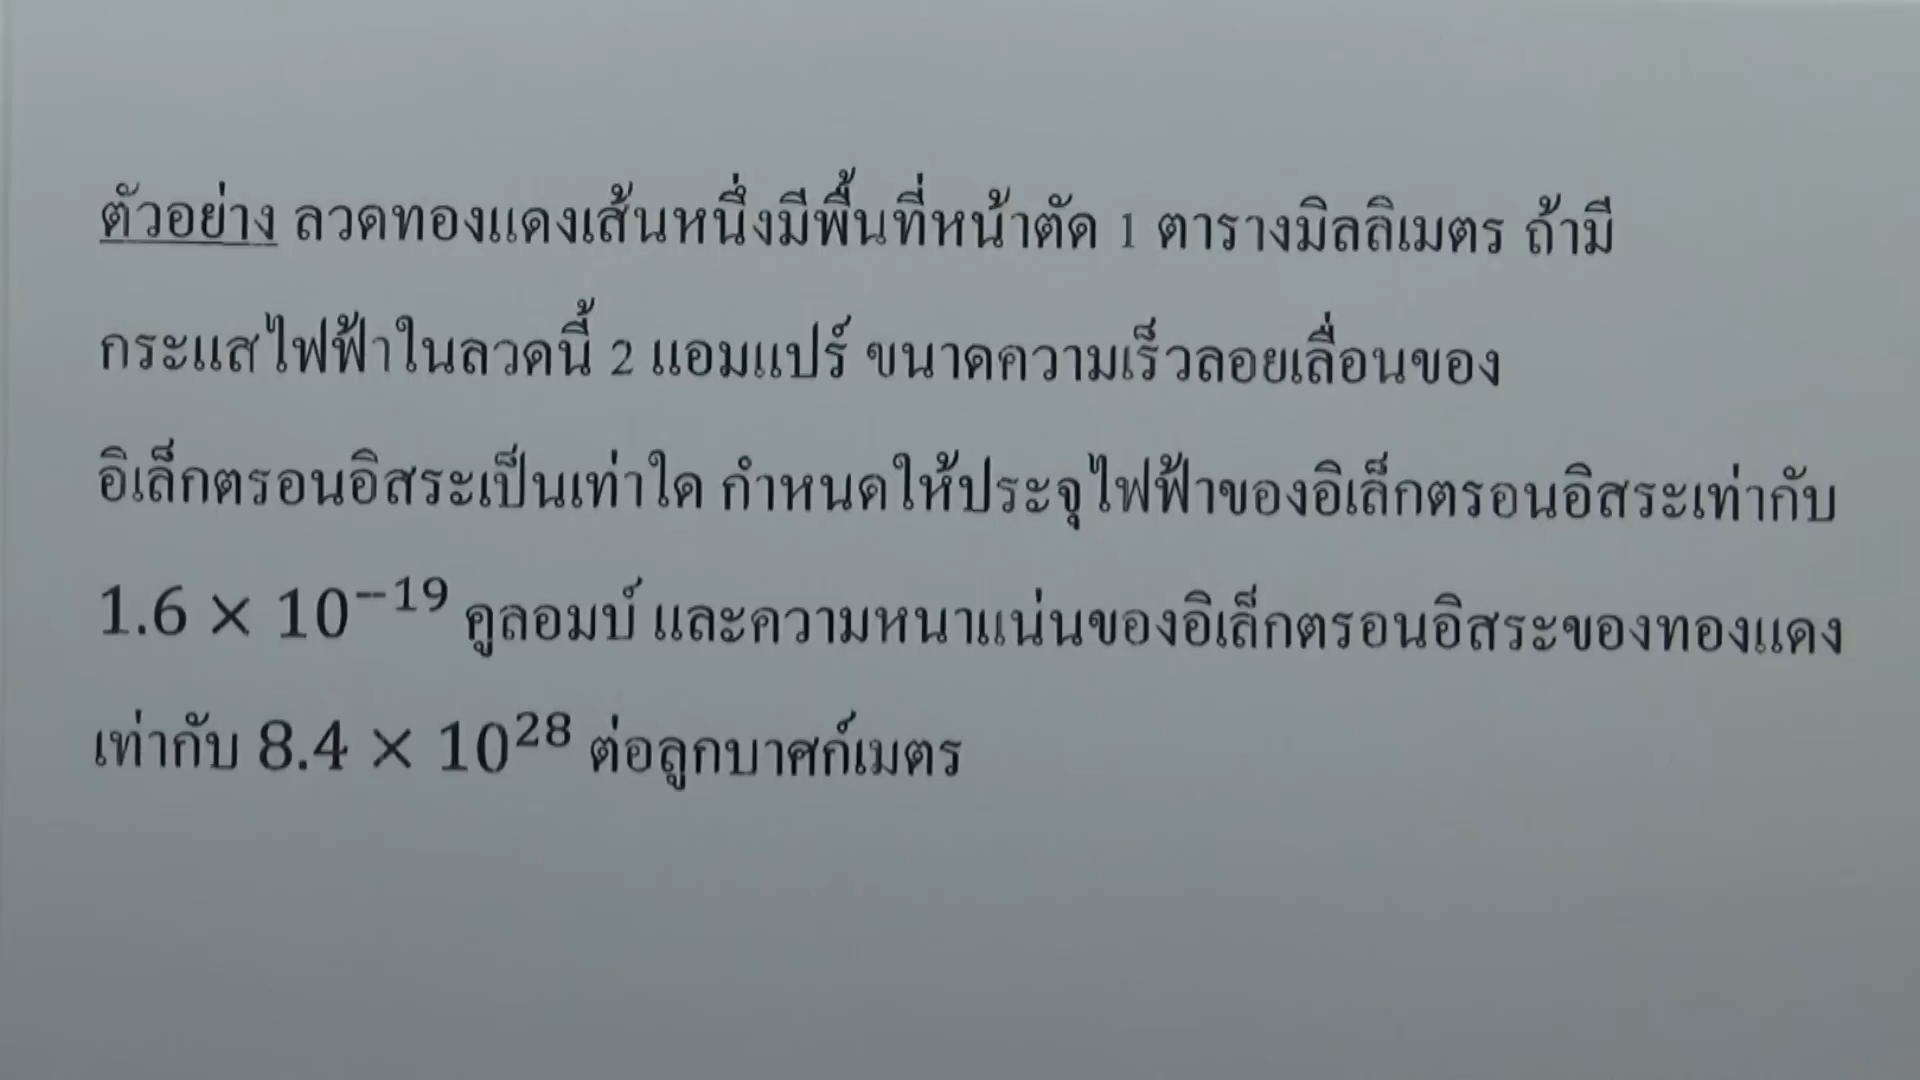 ตัวอย่าง ลวดทองแดงเส้นหนึ่งมีพื้นที่หน้าตัด 1 ตารางมิลลิเมตร ถ้ามี
กระแสไฟฟ้าในลวดนี้ 2 แอมแปร์ ขนาดความเร็วลอยเลื่อนของ
อิเล็กตรอนอิสระเป็นเท่าใด กำหนดให้ประจุไฟฟ้าของอิเล็กตรอนอิสระเท่ากับ
1.6 × 10⁻¹⁹ คูลอมบ์ และความหนาแน่นของอิเล็กตรอนอิสระของทองแดง
เท่ากับ 8.4 × 10²⁸ ต่อลูกบาศก์เมตร